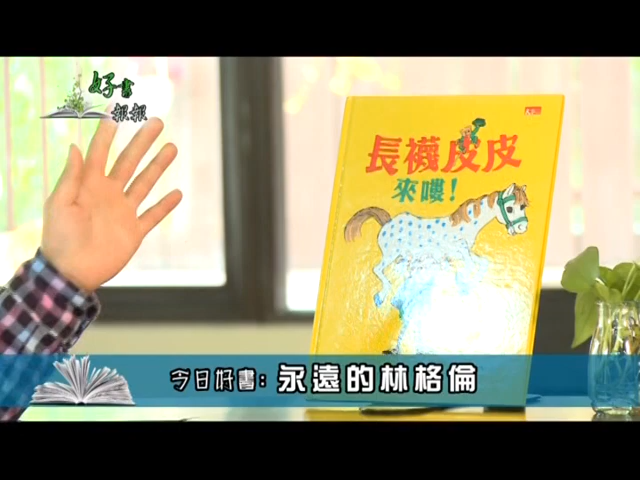 好書
報報
長襪皮皮
來嘍！
今日好書：永遠的林格倫